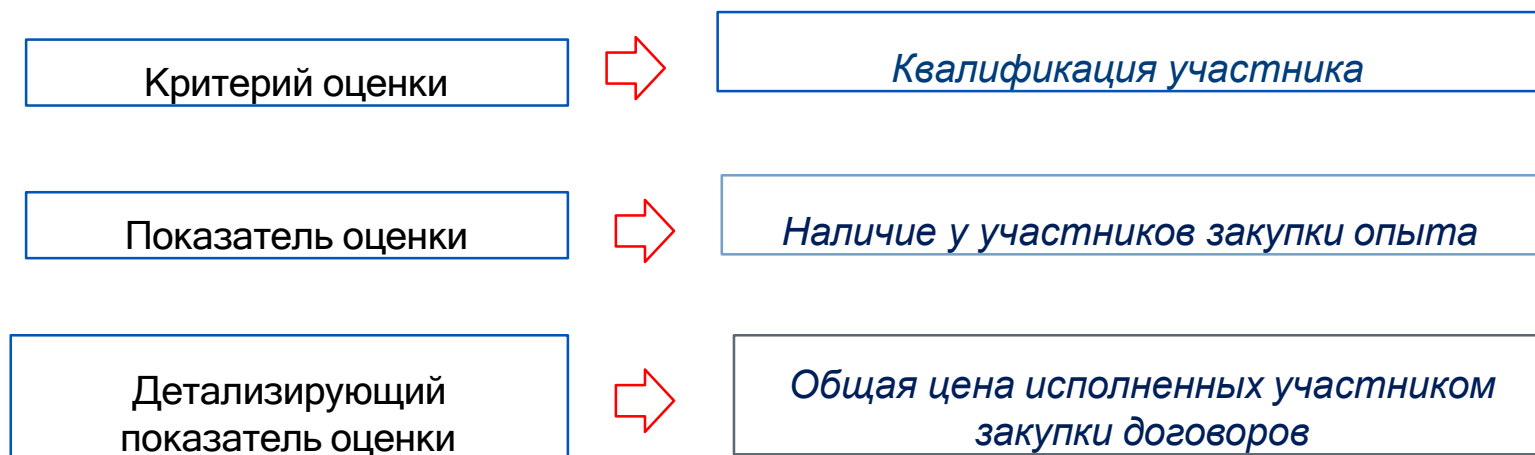 Критерий оценки
Квалификация участника
Показатель оценки
Наличие у участников закупки опыта
Детализирующий
показатель оценки
Общая цена исполненных участником
закупки договоров